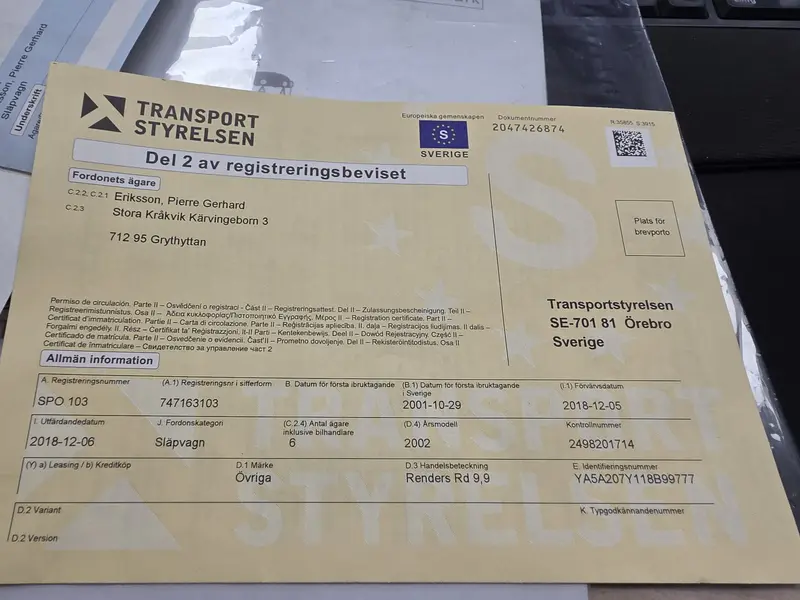 sson, Pierre Gerhard
Släpvagn
Underskrift
TRANSPORT
STYRELSEN
Europeiska gemenskapen
S
SVERIGE
Dokumentnummer
2047426874
Del 2 av registreringsbeviset
Fordonets ägare
C.2.2, C.2.1 Eriksson, Pierre Gerhard
C.2.3 Stora Kråkvik Kärvingeborn 3
712 95 Grythyttan
Plats för
brevporto
Transportstyrelsen
SE-701 81 Örebro
Sverige
Permiso de circulación. Parte II – Osvědčení o registraci - Část II – Registreringsattest. Del II – Zulassungsbescheinigung. Teil II –
Registreerimistunnistus. Osa II – Άδεια κυκλοφορίας/Πιστοποιητικό Εγγραφής. Μέρος II – Registration certificate. Part II –
Certificat d'immatriculation. Partie II – Carta di circolazione. Parte II – Reģistrācijas apliecība. II. daļa – Registracijos liudijimas. II dalis –
Forgalmi engedély. II. Rész – Ċertifikat ta' Reġistrazzjoni. It-II Parti – Kentekenbewijs. Deel II – Dowód Rejestracyjny. Część II –
Certificado de matrícula. Parte II – Osvedčenie o evidencii. Časť II – Prometno dovoljenje. Del II – Rekisteröintitodistus. Osa II
Certificat de înmatriculare – Свидетелство за управление част 2
Allmän information
A. Registreringsnummer
SPO 103
(A.1) Registreringsnr i sifferform
747163103
B. Datum för första ibruktagande
(B.1) Datum för första ibruktagande
i Sverige
2001-10-29
(I.1) Förvärvsdatum
2018-12-05
I. Utfärdandedatum
2018-12-06
J. Fordonskategori
Släpvagn
(C.2.4) Antal ägare
inklusive bilhandlare
6
(D.4) Årsmodell
2002
Kontrollnummer
2498201714
(Y) a) Leasing / b) Kreditköp
D.1 Märke
Övriga
D.3 Handelsbeteckning
Renders Rd 9,9
E. Identifieringsnummer
YA5A207Y118B99777
D.2 Variant
K. Typgodkännandenummer
D.2 Version
TRANSPORT
STYRELSEN